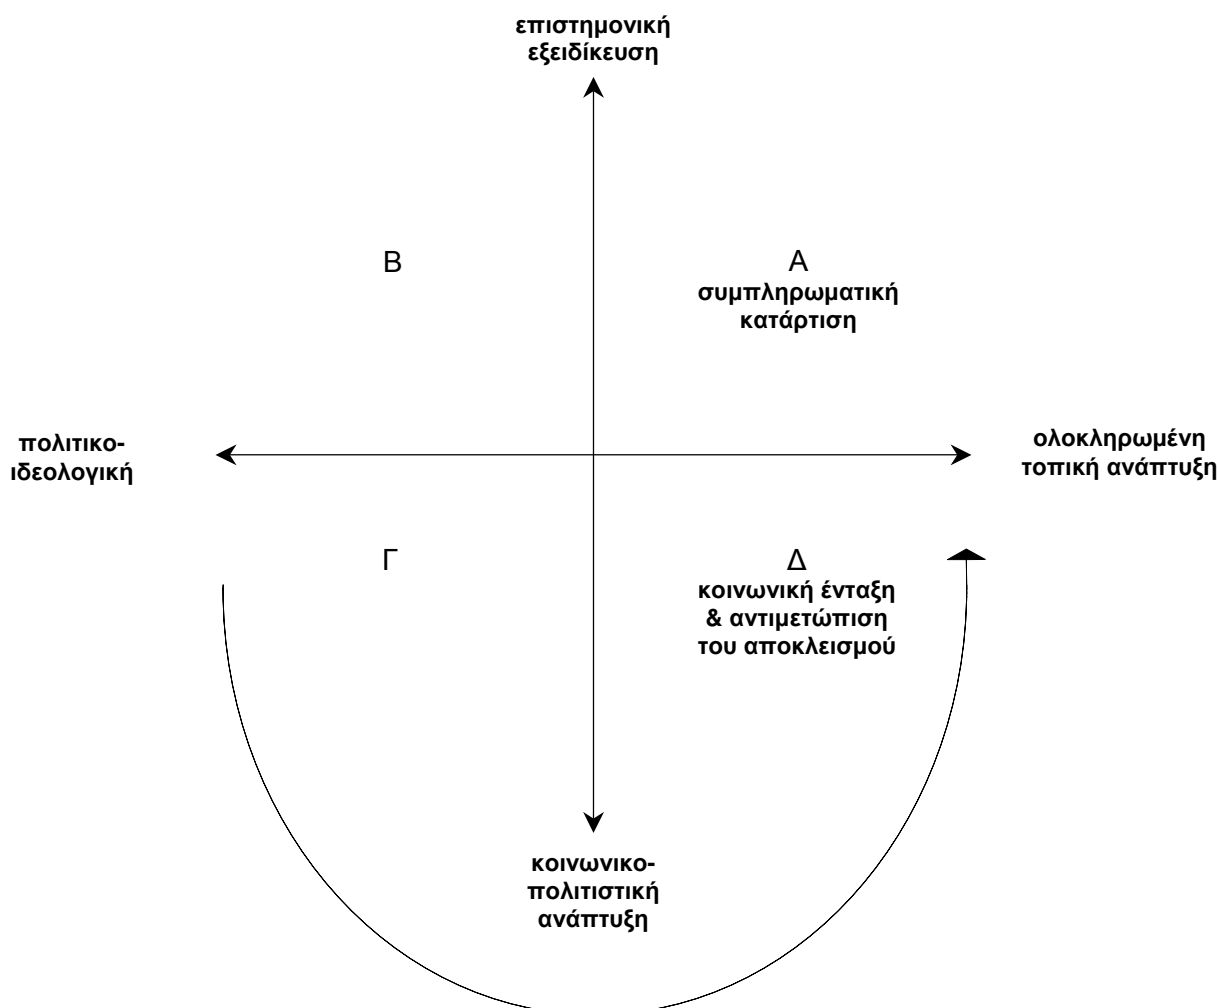 επιστημονική
εξειδίκευση
Β
Α
συμπληρωματική
κατάρτιση
πολιτικο-
ιδεολογική
ολοκληρωμένη
τοπική ανάπτυξη
Γ
Δ
κοινωνική ένταξη
& αντιμετώπιση
του αποκλεισμού
κοινωνικο-
πολιτιστική
ανάπτυξη